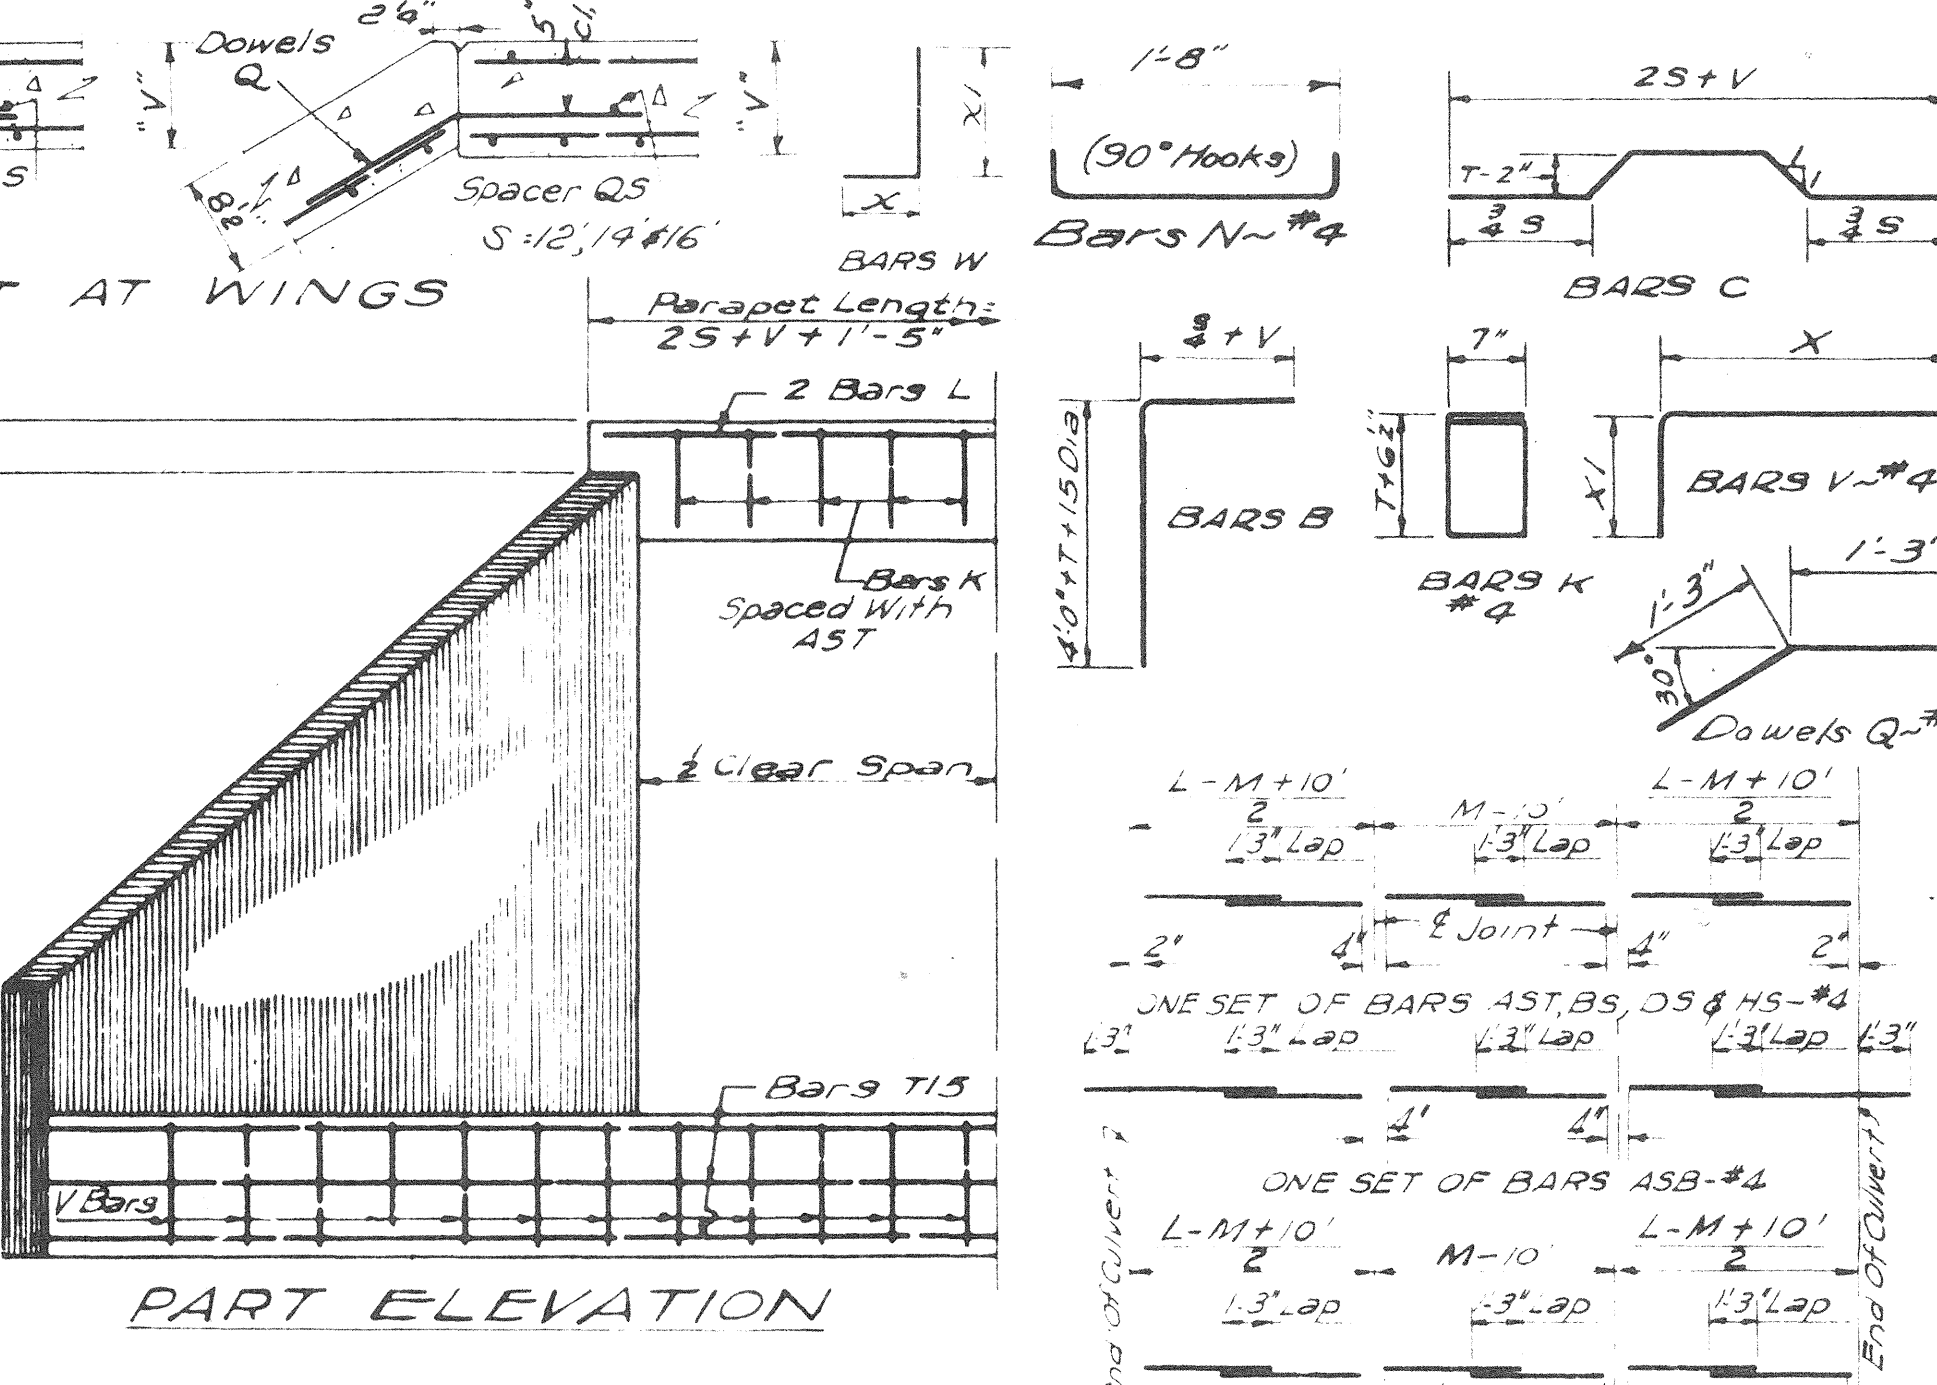 2'4"
5" Cl.
Dowels
Q
"V"
"V"
8½"
Spacer QS
S=12', 14' & 16'
S
AT WINGS
X1
X
BARS W
1'-8"
(90° Hooks)
Bars N~#4
2S+V
T-2"
1
¾ S
¾ S
BARS C
Parapet Length=
2S+V+1'-5"
2 Bars L
Bars K
Spaced With
AST
½ Clear Span
Bars T15
V Bars
PART ELEVATION
+ V
4'-0"+T+15 Dia.
BARS B
7"
T+6½"
BARS K
#4
X
X1
BARS V~#4
1'-3"
1'-3"
30°
Dowels Q~#
L-M+10'
2
M-10'
L-M+10'
2
1'-3" Lap
1'-3" Lap
1'-3" Lap
℄ Joint
2"
4"
4"
2"
ONE SET OF BARS AST, BS, DS & HS-#4
1'-3"
1'-3" Lap
1'-3" Lap
1'-3" Lap
1'-3"
4"
4"
ONE SET OF BARS ASB-#4
L-M+10'
2
M-10'
L-M+10'
2
1'-3" Lap
1'-3" Lap
1'-3" Lap
End Of Culvert
End Of Culvert